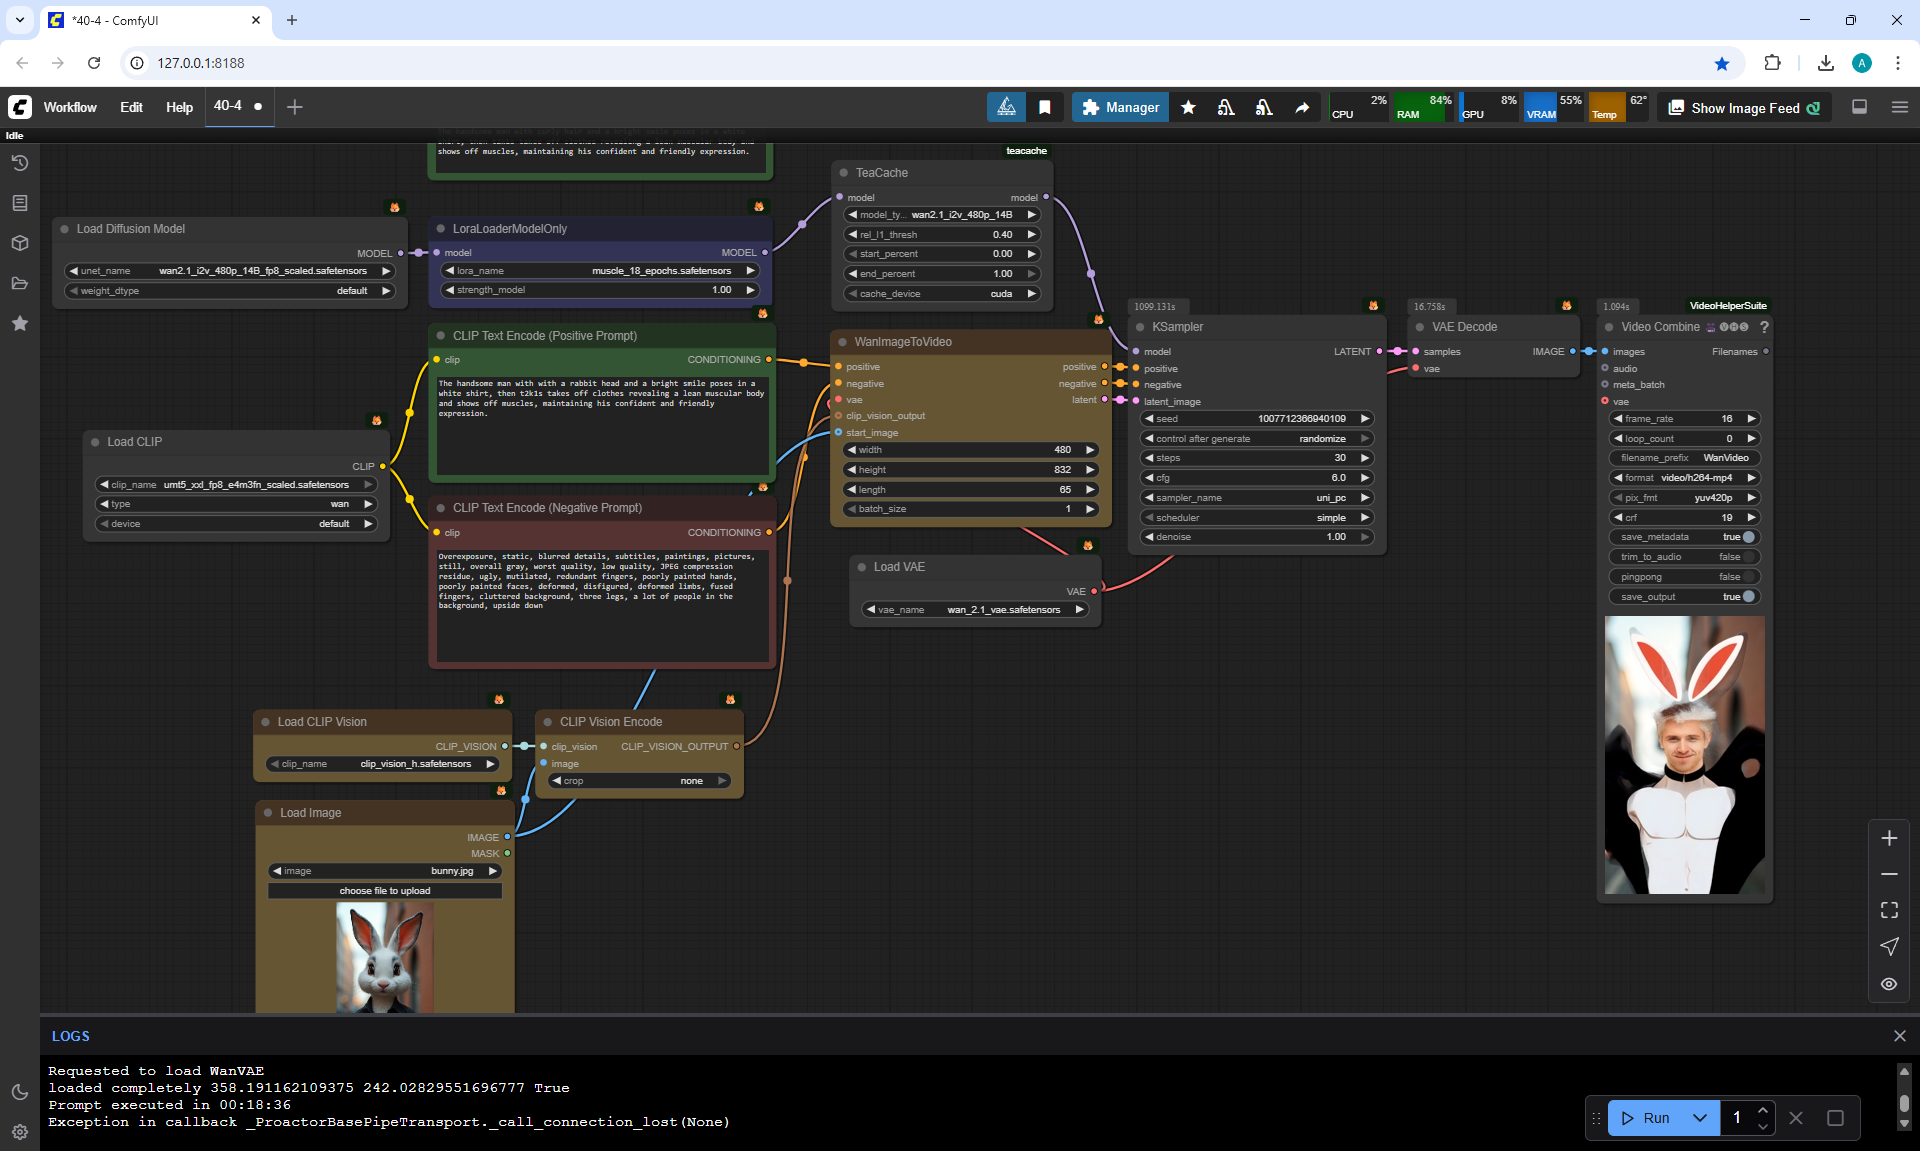 *40-4 - ComfyUI
127.0.0.1:8188
A
Workflow
Edit
Help
40-4
Manager
CPU 2%
RAM 84%
GPU 8%
VRAM 55%
Temp 62°
Show Image Feed
Idle
shows off muscles, maintaining his confident and friendly expression.
Load Diffusion Model
MODEL
unet_name wan2.1_i2v_480p_14B_fp8_scaled.safetensors
weight_dtype default
LoraLoaderModelOnly
model MODEL
lora_name muscle_18_epochs.safetensors
strength_model 1.00
teacache
TeaCache
model model
model_ty... wan2.1_i2v_480p_14B
rel_l1_thresh 0.40
start_percent 0.00
end_percent 1.00
cache_device cuda
Load CLIP
CLIP
clip_name umt5_xxl_fp8_e4m3fn_scaled.safetensors
type wan
device default
CLIP Text Encode (Positive Prompt)
clip CONDITIONING
The handsome man with with a rabbit head and a bright smile poses in a
white shirt, then t2k1s takes off clothes revealing a lean muscular body
and shows off muscles, maintaining his confident and friendly
expression.
CLIP Text Encode (Negative Prompt)
clip CONDITIONING
Overexposure, static, blurred details, subtitles, paintings, pictures,
still, overall gray, worst quality, low quality, JPEG compression
residue, ugly, mutilated, redundant fingers, poorly painted hands,
poorly painted faces, deformed, disfigured, deformed limbs, fused
fingers, cluttered background, three legs, a lot of people in the
background, upside down
WanImageToVideo
positive positive
negative negative
vae latent
clip_vision_output
start_image
width 480
height 832
length 65
batch_size 1
Load VAE
VAE
vae_name wan_2.1_vae.safetensors
1099.131s
KSampler
model LATENT
positive
negative
latent_image
seed 1007712366940109
control after generate randomize
steps 30
cfg 6.0
sampler_name uni_pc
scheduler simple
denoise 1.00
16.758s
VAE Decode
samples IMAGE
vae
1.094s
VideoHelperSuite
Video Combine VHS ?
images Filenames
audio
meta_batch
vae
frame_rate 16
loop_count 0
filename_prefix WanVideo
format video/h264-mp4
pix_fmt yuv420p
crf 19
save_metadata true
trim_to_audio false
pingpong false
save_output true
Load CLIP Vision
CLIP_VISION
clip_name clip_vision_h.safetensors
CLIP Vision Encode
clip_vision CLIP_VISION_OUTPUT
image
crop none
Load Image
IMAGE
MASK
image bunny.jpg
choose file to upload
LOGS
Requested to load WanVAE
loaded completely 358.191162109375 242.02829551696777 True
Prompt executed in 00:18:36
Exception in callback _ProactorBasePipeTransport._call_connection_lost(None)
Run
1